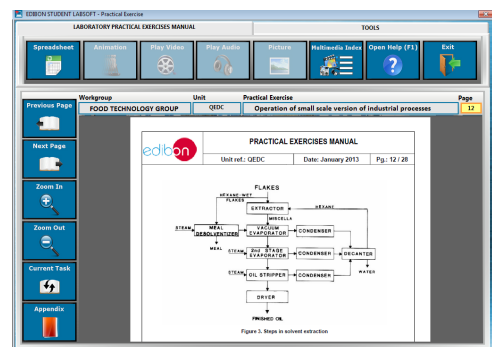 EDIBON STUDENT LABSOFT - Practical Exercise
LABORATORY PRACTICAL EXERCISES MANUAL
TOOLS
Spreadsheet
Animation
Play Video
Play Audio
Picture
Multimedia Index
Open Help (F1)
Exit
Workgroup
Unit
Practical Exercise
Page
FOOD TECHNOLOGY GROUP
QEDC
Operation of small scale version of industrial processes
12
Previous Page
Next Page
Zoom In
Zoom Out
Current Task
Appendix
edibon
PRACTICAL EXERCISES MANUAL
Unit ref.: QEDC
Date: January 2013
Pg.: 12 / 28
FLAKES
HEXANE-WET
FLAKES
EXTRACTOR
HEXANE
MISCELLA
STEAM
MEAL
DESOLVENTIZER
VACUUM
EVAPORATOR
CONDENSER
MEAL
STEAM
2nd STAGE
EVAPORATOR
CONDENSER
DECANTER
WATER
STEAM
OIL STRIPPER
CONDENSER
DRYER
FINISHED OIL
Figure 3. Steps in solvent extraction